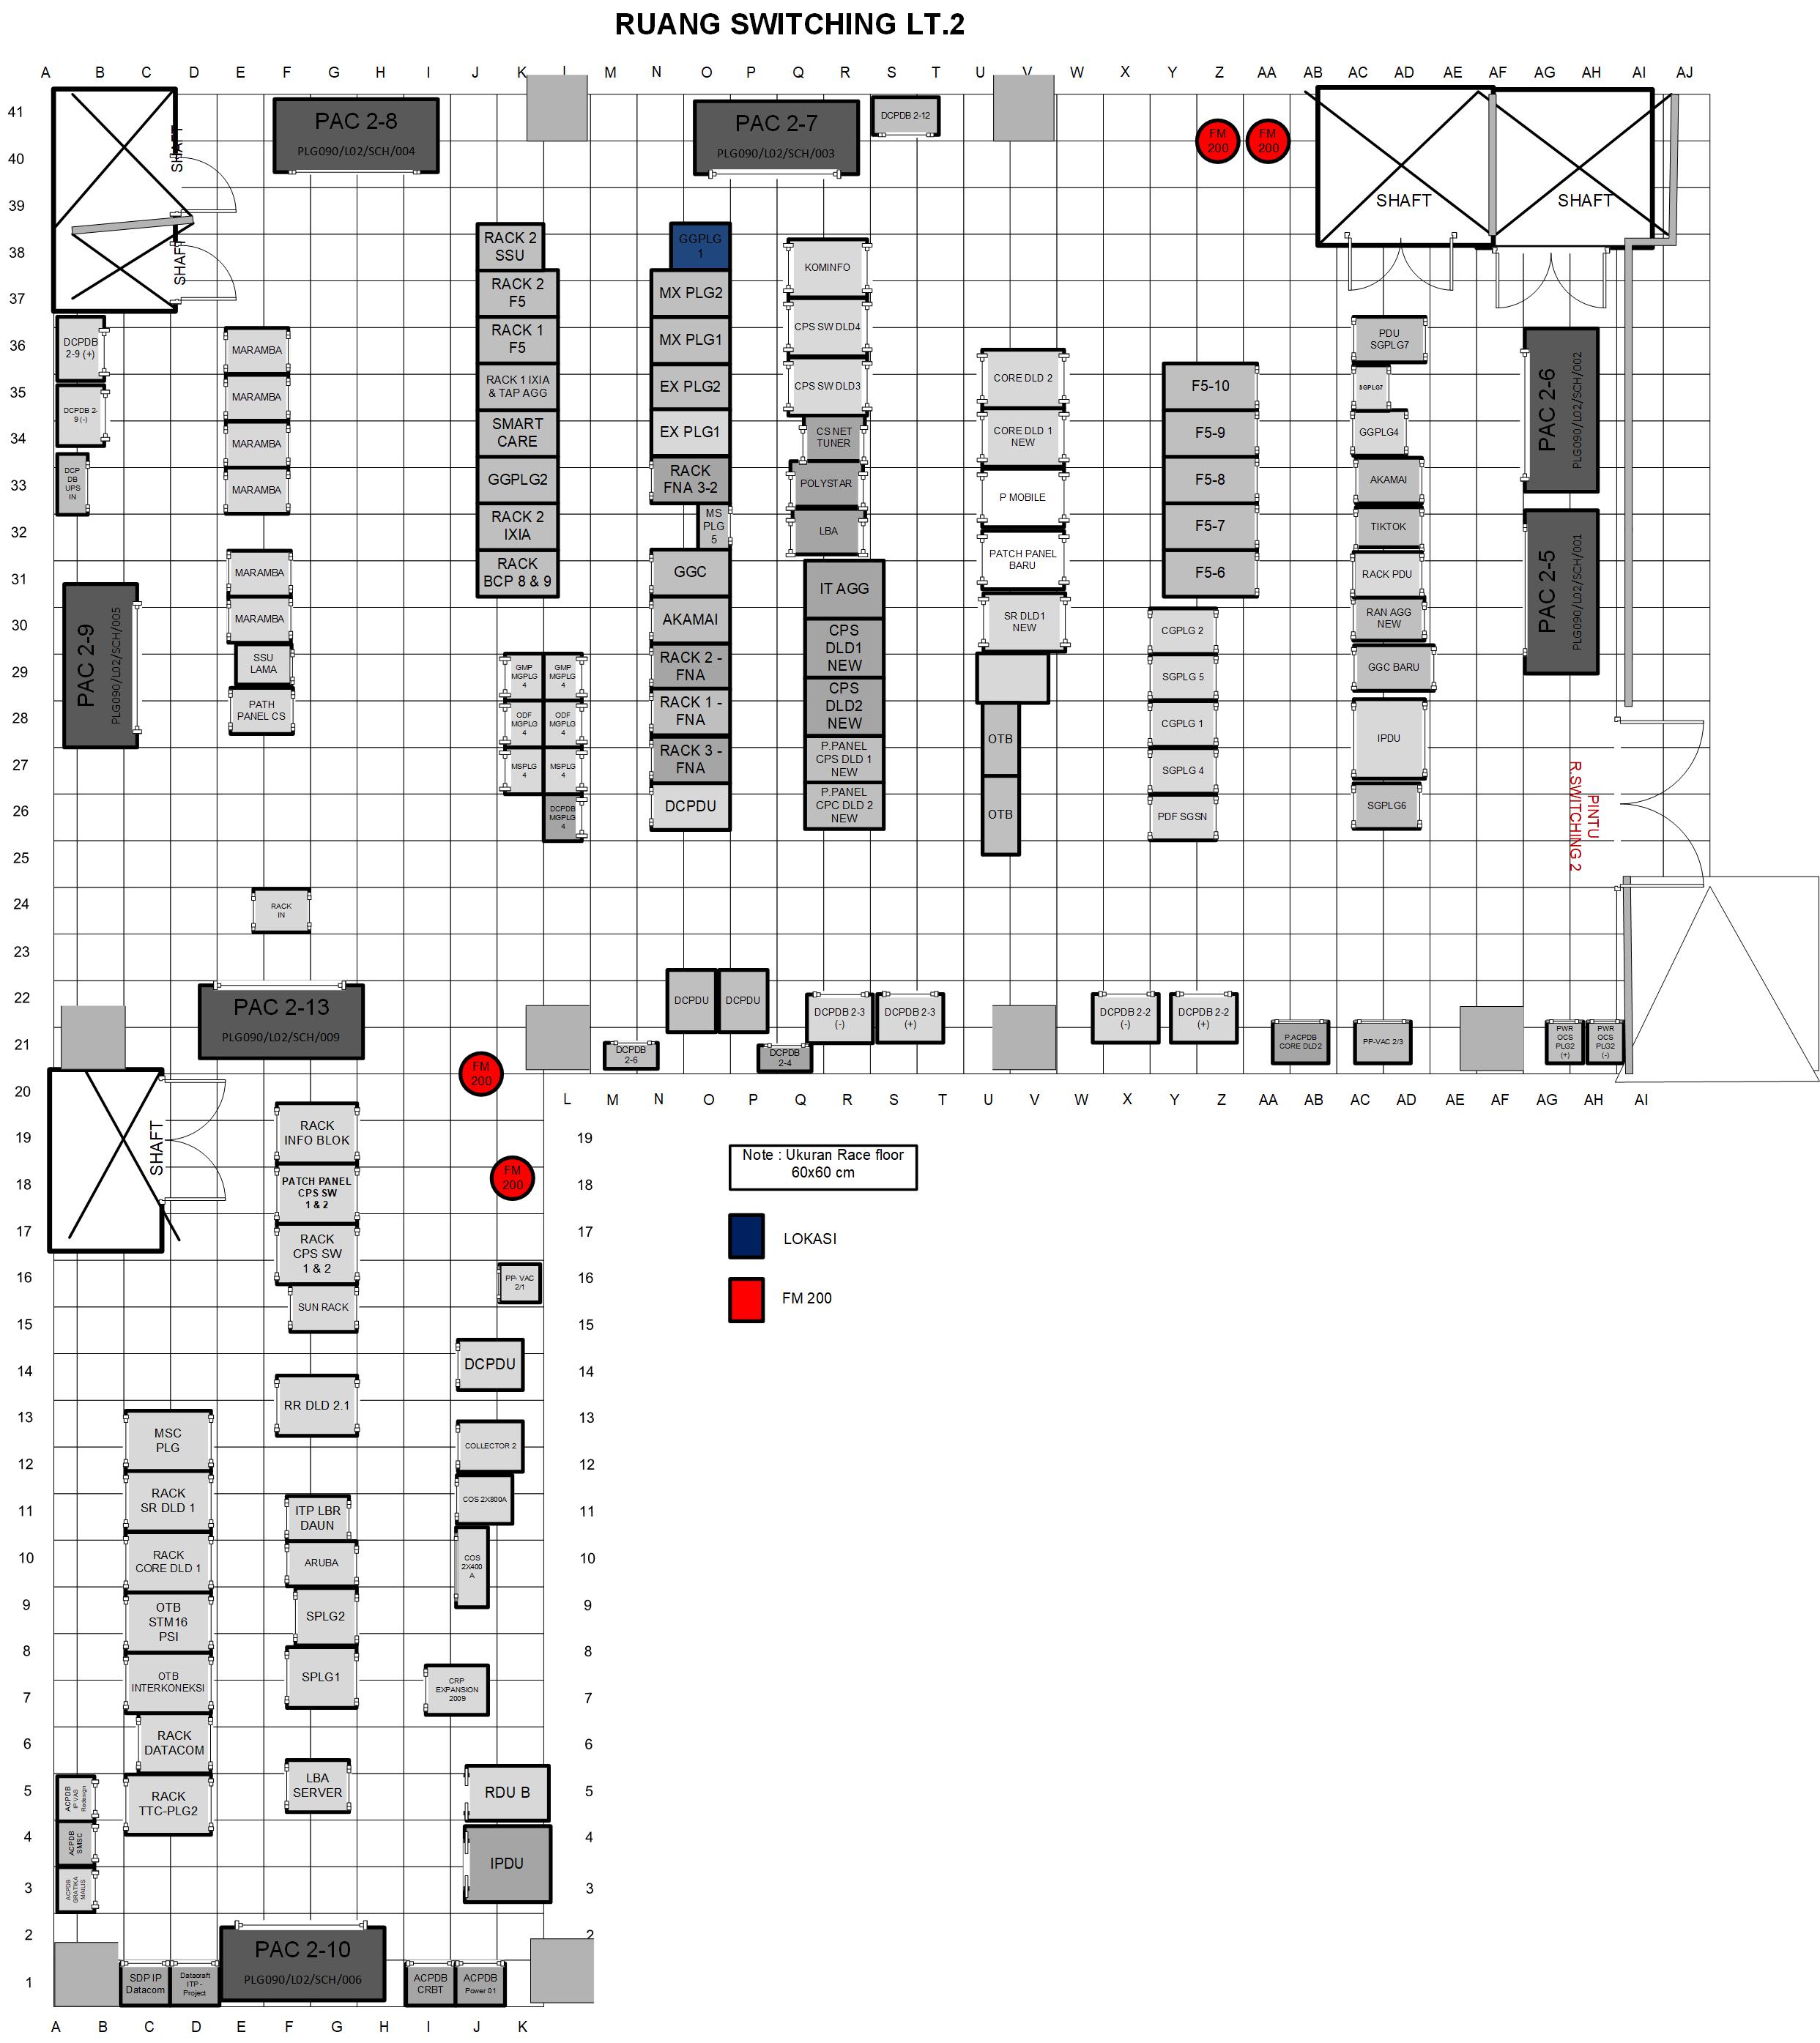 RUANG SWITCHING LT.2
A B C D E F G H I J K L M N O P Q R S T U V W X Y Z AA AB AC AD AE AF AG AH AI AJ
41
40
39
38
37
36
35
34
33
32
31
30
29
28
27
26
25
24
23
22
21
20
19
18
17
16
15
14
13
12
11
10
9
8
7
6
5
4
3
2
1
SHAFT
SHAFT
PAC 2-8
PLG090/L02/SCH/004
PAC 2-7
PLG090/L02/SCH/003
DCPDB 2-12
FM
200
FM
200
SHAFT
SHAFT
DCPDB
2-9 (+)
DCPDB 2-
9 (-)
DCP
DB
UPS
IN
PAC 2-9
PLG090/L02/SCH/005
MARAMBA
MARAMBA
MARAMBA
MARAMBA
MARAMBA
MARAMBA
SSU
LAMA
PATH
PANEL CS
RACK
IN
RACK 2
SSU
RACK 2
F5
RACK 1
F5
RACK 1 IXIA
& TAP AGG
SMART
CARE
GGPLG2
RACK 2
IXIA
RACK
BCP 8 & 9
GMP
MGPLG
4
GMP
MGPLG
4
ODF
MGPLG
4
ODF
MGPLG
4
MSPLG
4
MSPLG
4
DCPDB
MGPLG
4
GGPLG
1
MX PLG2
MX PLG1
EX PLG2
EX PLG1
RACK
FNA 3-2
MS
PLG
5
GGC
AKAMAI
RACK 2 -
FNA
RACK 1 -
FNA
RACK 3 -
FNA
DCPDU
KOMINFO
CPS SW DLD4
CPS SW DLD3
CS NET
TUNER
POLYSTAR
LBA
IT AGG
CPS
DLD1
NEW
CPS
DLD2
NEW
P.PANEL
CPS DLD 1
NEW
P.PANEL
CPC DLD 2
NEW
CORE DLD 2
CORE DLD 1
NEW
P MOBILE
PATCH PANEL
BARU
SR DLD1
NEW
OTB
OTB
F5-10
F5-9
F5-8
F5-7
F5-6
CGPLG 2
SGPLG 5
CGPLG 1
SGPLG 4
PDF SGSN
PDU
SGPLG7
SGPLG7
GGPLG4
AKAMAI
TIKTOK
RACK PDU
RAN AGG
NEW
GGC BARU
IPDU
SGPLG6
PAC 2-6
PLG090/L02/SCH/002
PAC 2-5
PLG090/L02/SCH/001
PINTU
R.SWITCHING 2
PAC 2-13
PLG090/L02/SCH/009
DCPDB
2-6
DCPDU
DCPDU
DCPDB
2-4
DCPDB 2-3
(-)
DCPDB 2-3
(+)
DCPDB 2-2
(-)
DCPDB 2-2
(+)
P.ACPDB
CORE DLD2
PP-VAC 2/3
PWR
OCS
PLG2
(+)
PWR
OCS
PLG2
(-)
L M N O P Q R S T U V W X Y Z AA AB AC AD AE AF AG AH AI
FM
200
FM
200
SHAFT
RACK
INFO BLOK
PATCH PANEL
CPS SW
1 & 2
RACK
CPS SW
1 & 2
SUN RACK
RR DLD 2.1
ITP LBR
DAUN
ARUBA
SPLG2
SPLG1
LBA
SERVER
PP- VAC
2/1
DCPDU
COLLECTOR 2
COS 2X800A
COS
2X400
A
CRP
EXPANSION
2009
RDU B
IPDU
MSC
PLG
RACK
SR DLD 1
RACK
CORE DLD 1
OTB
STM16
PSI
OTB
INTERKONEKSI
RACK
DATACOM
RACK
TTC-PLG2
ACPDB
IP VAS
Redesign
ACPDB
SMSC
ACPDB
GRATIKA
MAILIS
SDP IP
Datacom
Datacraft
ITP -
Project
PAC 2-10
PLG090/L02/SCH/006
ACPDB
CRBT
ACPDB
Power 01
19
18
17
16
15
14
13
12
11
10
9
8
7
6
5
4
3
2
Note : Ukuran Race floor
60x60 cm
LOKASI
FM 200
A B C D E F G H I J K